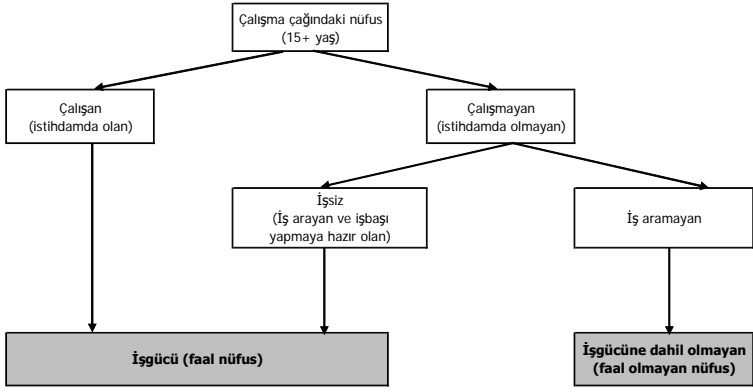 Çalışma çağındaki nüfus
(15+ yaş)
Çalışan
(istihdamda olan)
Çalışmayan
(istihdamda olmayan)
İşsiz
(İş arayan ve işbaşı
yapmaya hazır olan)
İş aramayan
İşgücü (faal nüfus)
İşgücüne dahil olmayan
(faal olmayan nüfus)